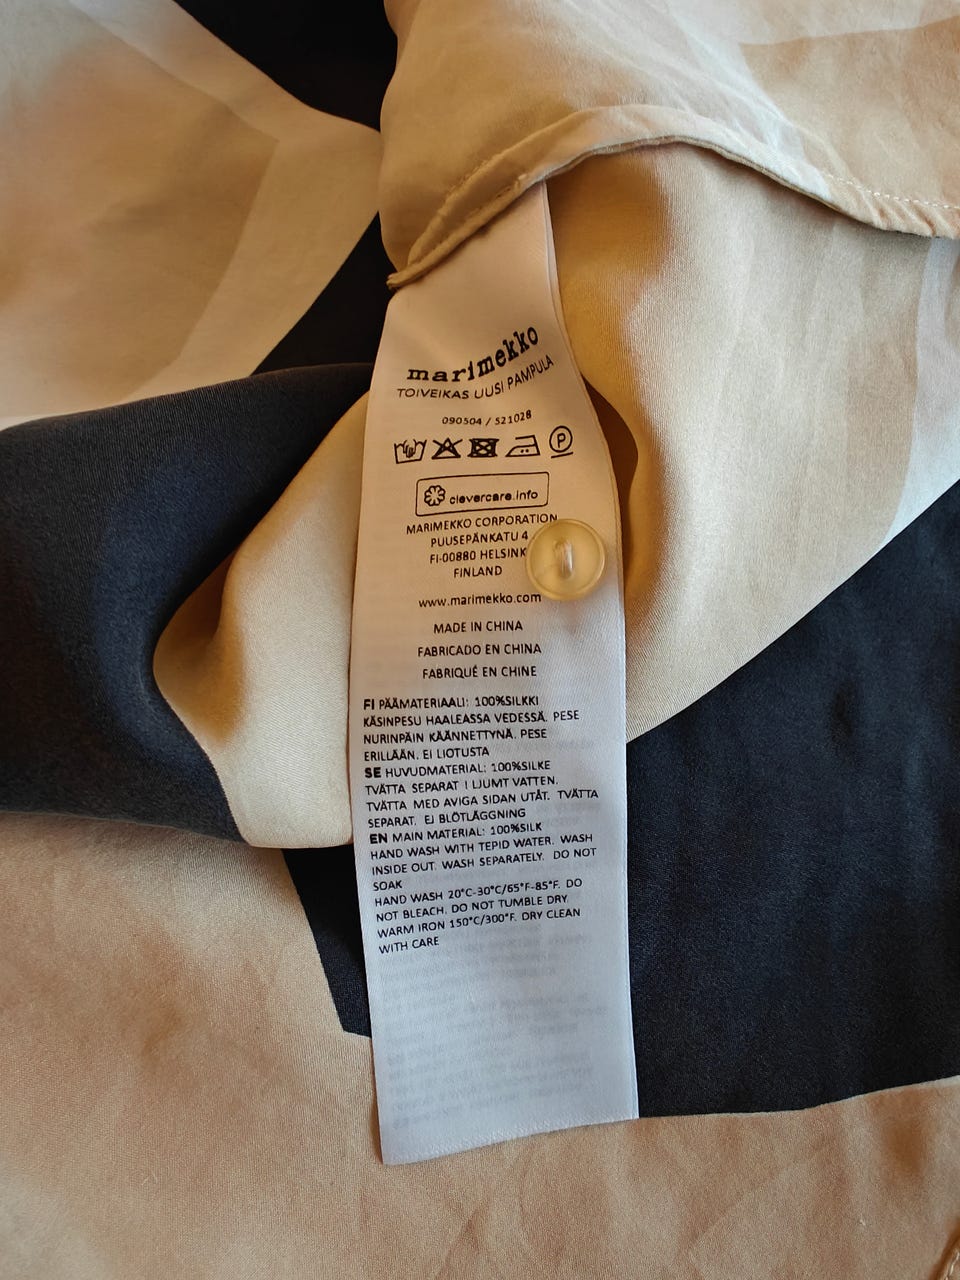 marimekko
TOIVEIKAS UUSI PAMPULA
090504 / 521028
P
clevercare.info
MARIMEKKO CORPORATION
PUUSEPÄNKATU 4
FI-00880 HELSINK
FINLAND
www.marimekko.com
MADE IN CHINA
FABRICADO EN CHINA
FABRIQUÉ EN CHINE
FI PÄÄMATERIAALI: 100%SILKKI
KÄSINPESU HAALEASSA VEDESSÄ. PESE
NURINPÄIN KÄÄNNETTYNÄ. PESE
ERILLÄÄN. EI LIOTUSTA
SE HUVUDMATERIAL: 100%SILKE
TVÄTTA SEPARAT I LJUMT VATTEN.
TVÄTTA MED AVIGA SIDAN UTÅT. TVÄTTA
SEPARAT. EJ BLÖTLÄGGNING
EN MAIN MATERIAL: 100%SILK
HAND WASH WITH TEPID WATER. WASH
INSIDE OUT. WASH SEPARATELY. DO NOT
SOAK
HAND WASH 20°C-30°C/65°F-85°F. DO
NOT BLEACH. DO NOT TUMBLE DRY.
WARM IRON 150°C/300°F. DRY CLEAN
WITH CARE